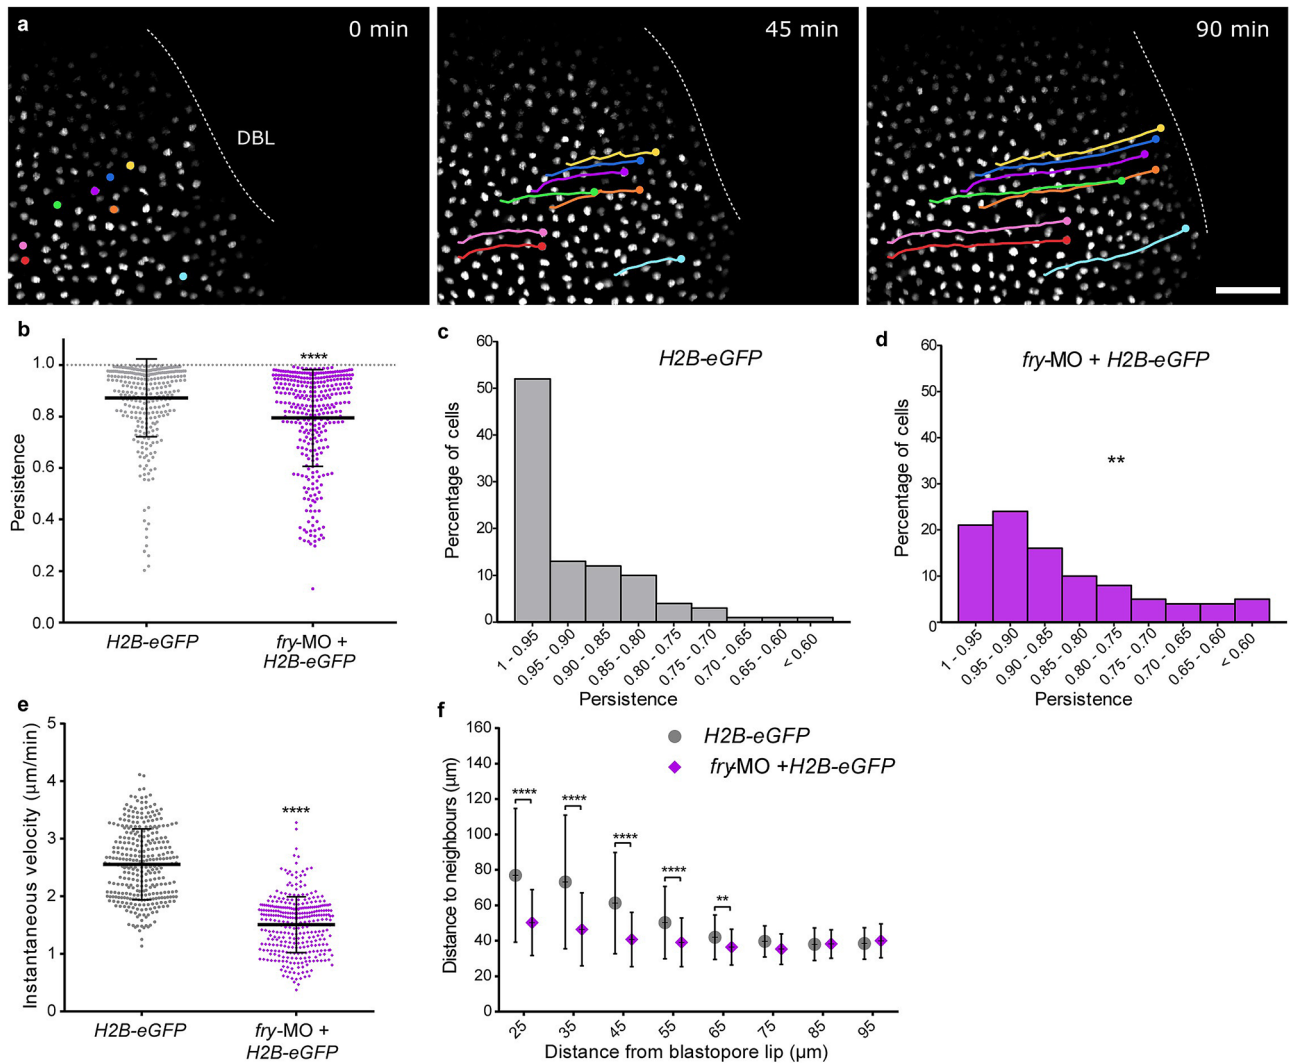 a
0 min
45 min
90 min
DBL
b
1.0
0.8
0.6
0.4
0.2
0.0
Persistence
****
H2B-eGFP
fry-MO +
H2B-eGFP
c
H2B-eGFP
60
50
40
30
20
10
0
Percentage of cells
1 - 0.95
0.95 - 0.90
0.90 - 0.85
0.85 - 0.80
0.80 - 0.75
0.75 - 0.70
0.70 - 0.65
0.65 - 0.60
< 0.60
Persistence
d
fry-MO + H2B-eGFP
**
60
50
40
30
20
10
0
Percentage of cells
1 - 0.95
0.95 - 0.90
0.90 - 0.85
0.85 - 0.80
0.80 - 0.75
0.75 - 0.70
0.70 - 0.65
0.65 - 0.60
< 0.60
Persistence
e
5
4
3
2
1
0
Instantaneous velocity (µm/min)
****
H2B-eGFP
fry-MO +
H2B-eGFP
f
H2B-eGFP
fry-MO +H2B-eGFP
160
140
120
100
80
60
40
20
0
Distance to neighbours (µm)
****
****
****
****
**
25
35
45
55
65
75
85
95
Distance from blastopore lip (µm)